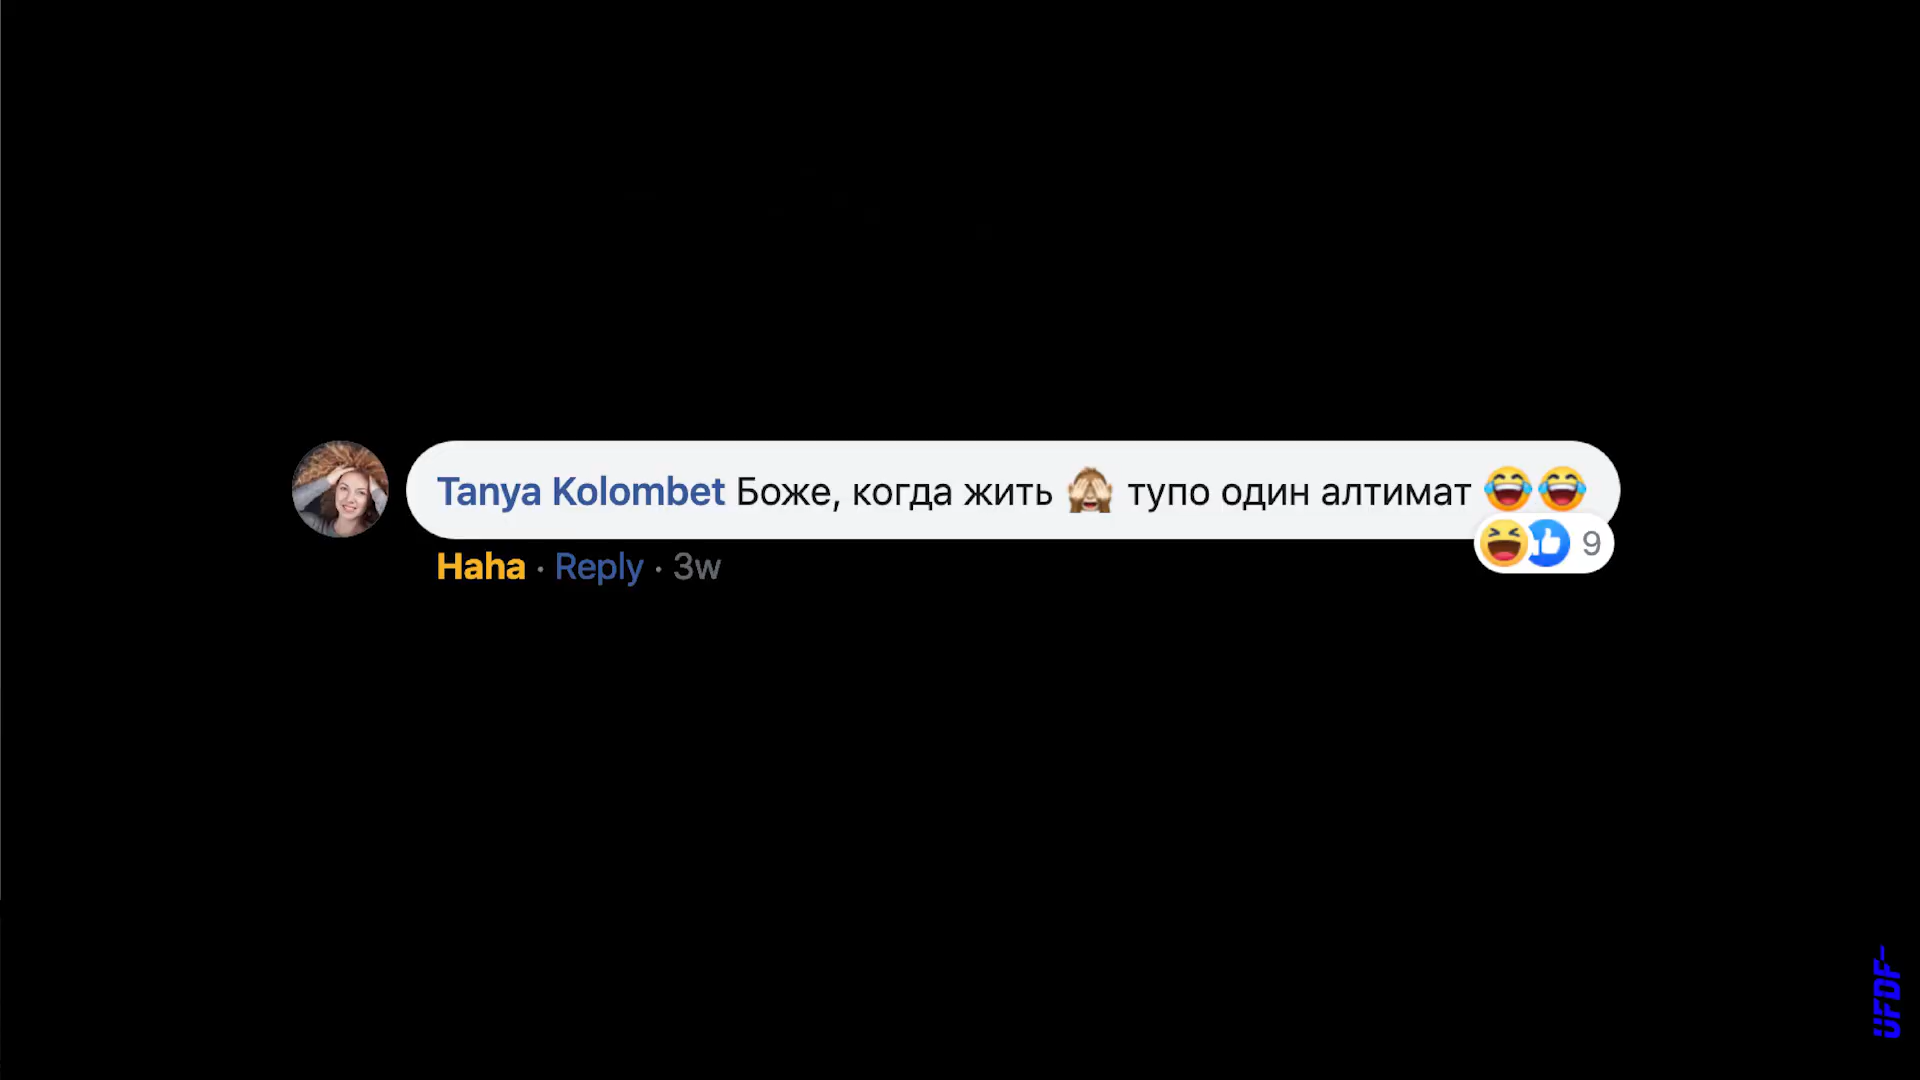 Tanya Kolombet Боже, когда жить 🙈 тупо один алтимат 😂😂
9
Haha · Reply · 3w
UFDF